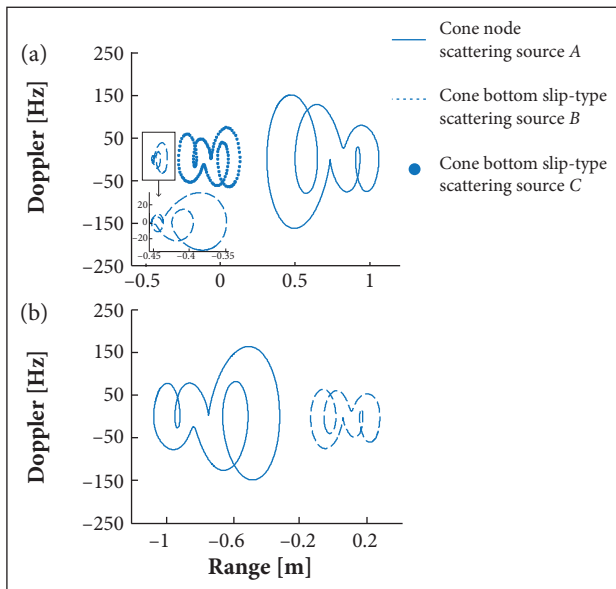 (a)
Doppler [Hz]
250
150
50
−50
−150
−250
20
0
−20
−0.45
−0.4
−0.35
−0.5
0
0.5
1
Cone node
scattering source A
Cone bottom slip-type
scattering source B
Cone bottom slip-type
scattering source C
(b)
Doppler [Hz]
250
150
50
−50
−150
−250
−1
−0.6
−0.2
0.2
Range [m]